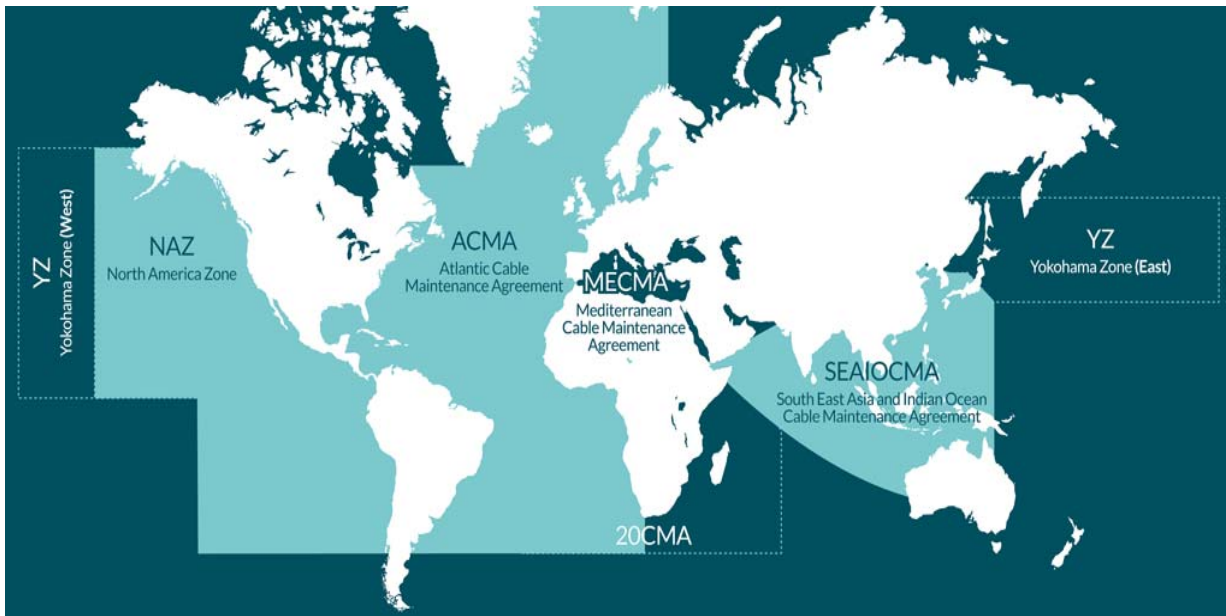 YZ
Yokohama Zone (West)
NAZ
North America Zone
ACMA
Atlantic Cable
Maintenance Agreement
MECMA
Mediterranean
Cable Maintenance
Agreement
YZ
Yokohama Zone (East)
SEAIOCMA
South East Asia and Indian Ocean
Cable Maintenance Agreement
20CMA